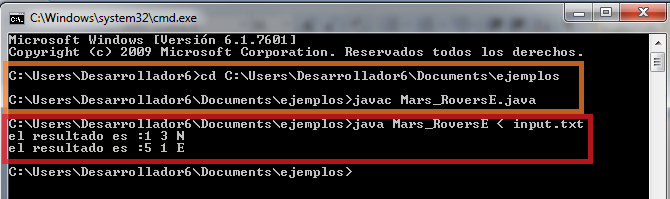 C:\Windows\system32\cmd.exe
Microsoft Windows [Versión 6.1.7601]
Copyright (c) 2009 Microsoft Corporation. Reservados todos los derechos.
C:\Users\Desarrollador6>cd C:\Users\Desarrollador6\Documents\ejemplos
C:\Users\Desarrollador6\Documents\ejemplos>javac Mars_RoversE.java
C:\Users\Desarrollador6\Documents\ejemplos>java Mars_RoversE < input.txt
el resultado es :1 3 N
el resultado es :5 1 E
C:\Users\Desarrollador6\Documents\ejemplos>